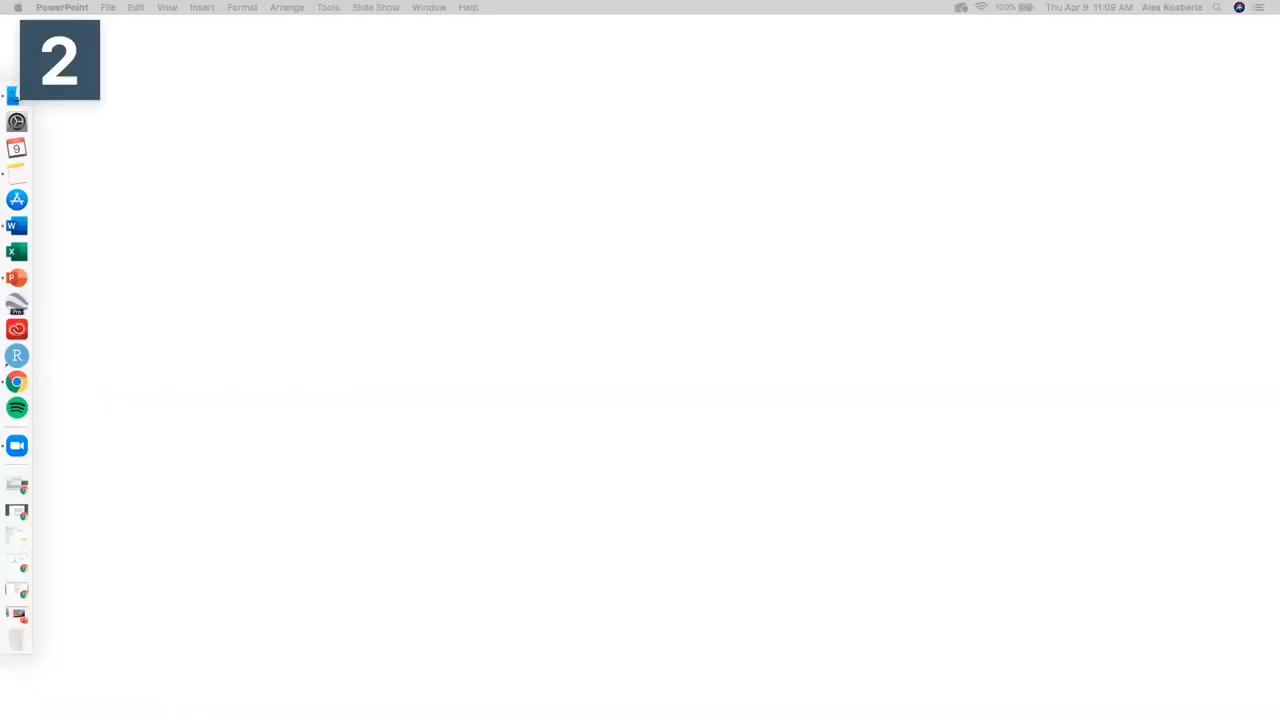 PowerPoint File Edit View Insert Format Arrange Tools Slide Show Window Help 100% Thu Apr 9 11:09 AM Alex Koeberle
2
9
W
X
P
Pro
R